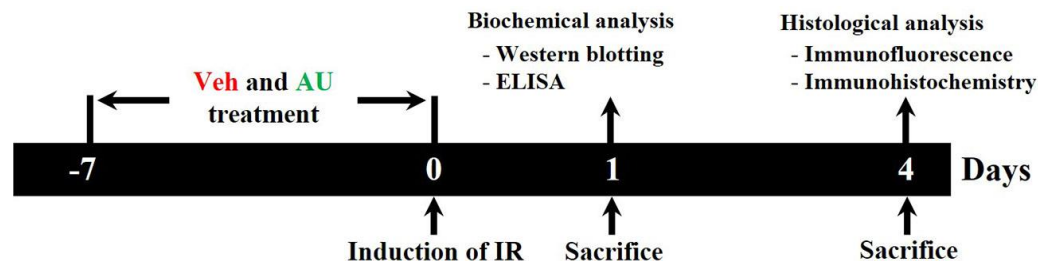 Biochemical analysis
- Western blotting
- ELISA
Histological analysis
- Immunofluorescence
- Immunohistochemistry
Veh and AU
treatment
-7
0
1
4
Days
Induction of IR
Sacrifice
Sacrifice